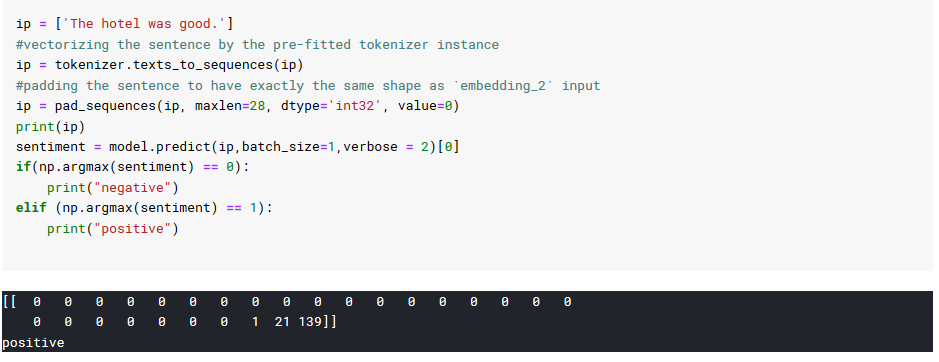 ip = ['The hotel was good.']
#vectorizing the sentence by the pre-fitted tokenizer instance
ip = tokenizer.texts_to_sequences(ip)
#padding the sentence to have exactly the same shape as `embedding_2` input
ip = pad_sequences(ip, maxlen=28, dtype='int32', value=0)
print(ip)
sentiment = model.predict(ip,batch_size=1,verbose = 2)[0]
if(np.argmax(sentiment) == 0):
    print("negative")
elif (np.argmax(sentiment) == 1):
    print("positive")
[[  0   0   0   0   0   0   0   0   0   0   0   0   0   0   0   0   0   0
    0   0   0   0   0   0   0   1  21 139]]
positive